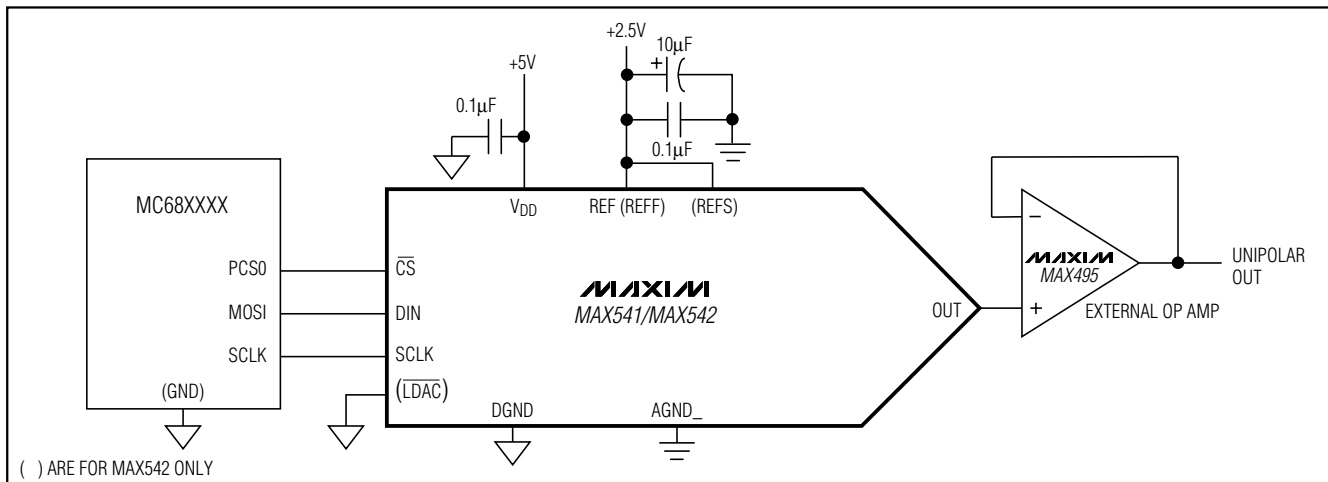 +2.5V
10µF
+
+5V
0.1µF
0.1µF
MC68XXXX
VDD
REF (REFF)
(REFS)
PCS0
CS
MOSI
DIN
SCLK
SCLK
(GND)
(LDAC)
DGND
AGND_
MAXIM
MAX541/MAX542
OUT
−
+
MAXIM
MAX495
EXTERNAL OP AMP
UNIPOLAR
OUT
( ) ARE FOR MAX542 ONLY